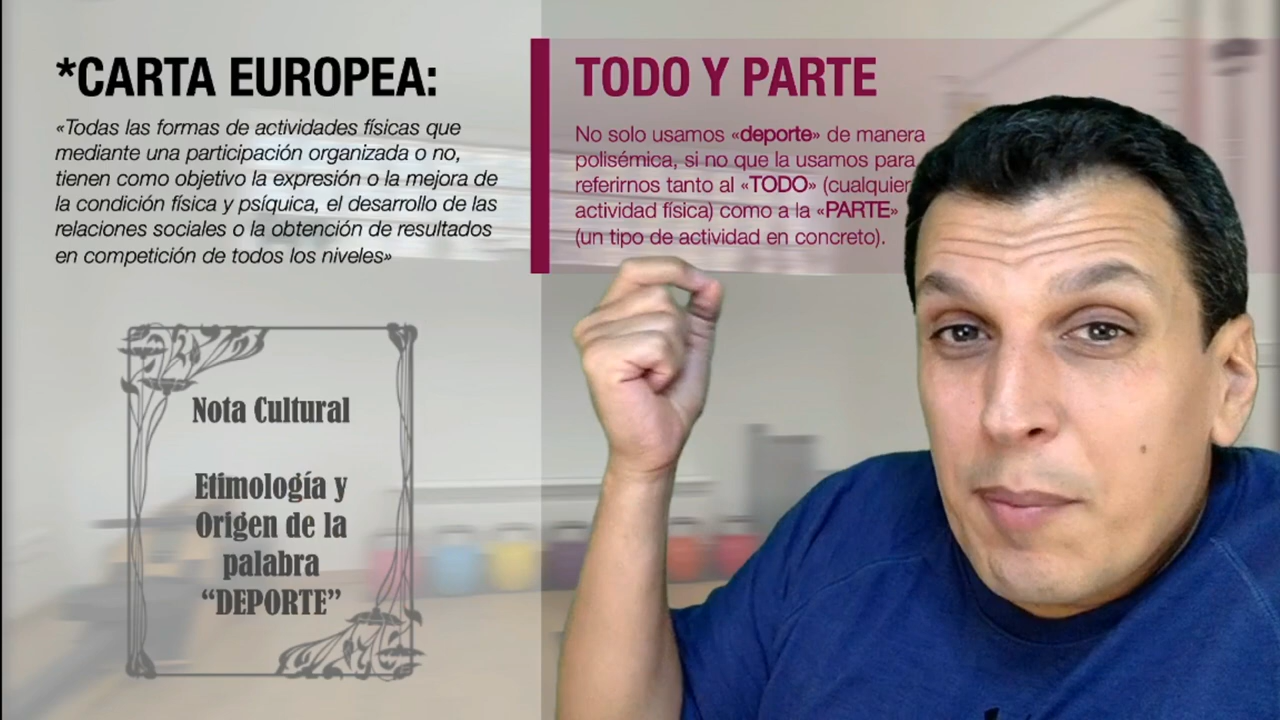 *CARTA EUROPEA:
«Todas las formas de actividades físicas que
mediante una participación organizada o no,
tienen como objetivo la expresión o la mejora de
la condición física y psíquica, el desarrollo de las
relaciones sociales o la obtención de resultados
en competición de todos los niveles»
TODO Y PARTE
No solo usamos «deporte» de manera
polisémica, si no que la usamos para
referirnos tanto al «TODO» (cualquier
actividad física) como a la «PARTE»
(un tipo de actividad en concreto).
Nota Cultural
Etimología y
Origen de la
palabra
“DEPORTE”